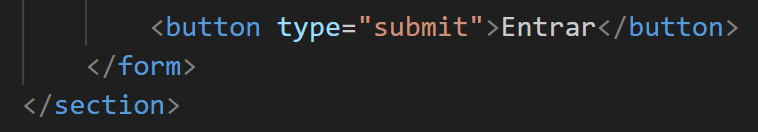 <button type="submit">Entrar</button>
</form>
</section>